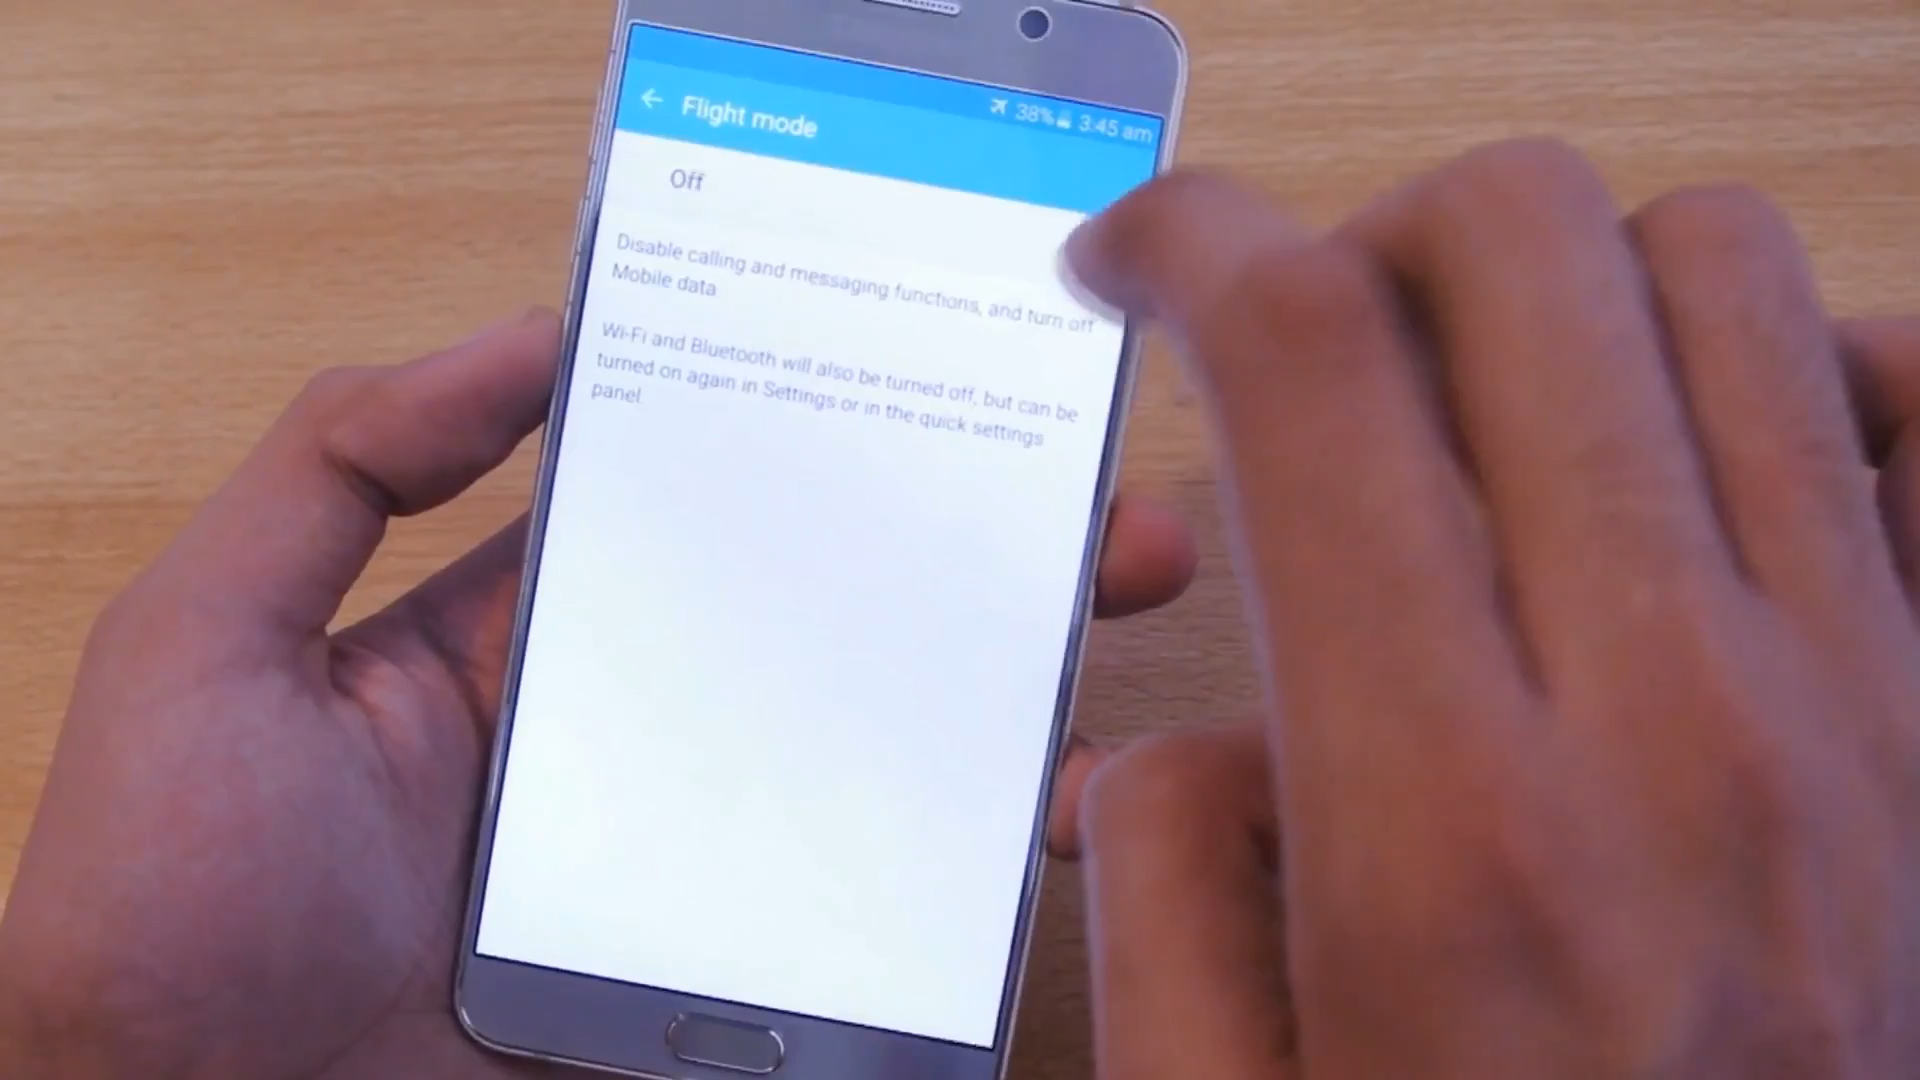 38% 3:45 am
Flight mode
Off
Disable calling and messaging functions, and turn off
Mobile data
Wi-Fi and Bluetooth will also be turned off, but can be
turned on again in Settings or in the quick settings
panel